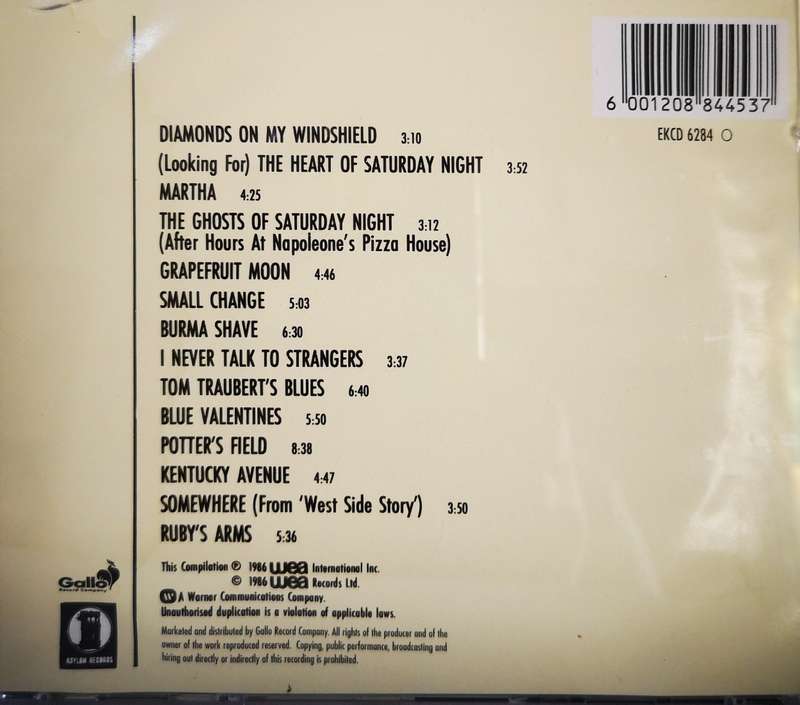 6 001208 844537
EKCD 6284 O
DIAMONDS ON MY WINDSHIELD 3:10
(Looking For) THE HEART OF SATURDAY NIGHT 3:52
MARTHA 4:25
THE GHOSTS OF SATURDAY NIGHT 3:12
(After Hours At Napoleone's Pizza House)
GRAPEFRUIT MOON 4:46
SMALL CHANGE 5:03
BURMA SHAVE 6:30
I NEVER TALK TO STRANGERS 3:37
TOM TRAUBERT'S BLUES 6:40
BLUE VALENTINES 5:50
POTTER'S FIELD 8:38
KENTUCKY AVENUE 4:47
SOMEWHERE (From 'West Side Story') 3:50
RUBY'S ARMS 5:36
This Compilation ℗ 1986 wea International Inc.
© 1986 wea Records Ltd.
A Warner Communications Company.
Unauthorised duplication is a violation of applicable laws.
Marketed and distributed by Gallo Record Company. All rights of the producer and of the
owner of the work reproduced reserved. Copying, public performance, broadcasting and
hiring out directly or indirectly of this recording is prohibited.
Gallo
Record Company
ASYLUM RECORDS